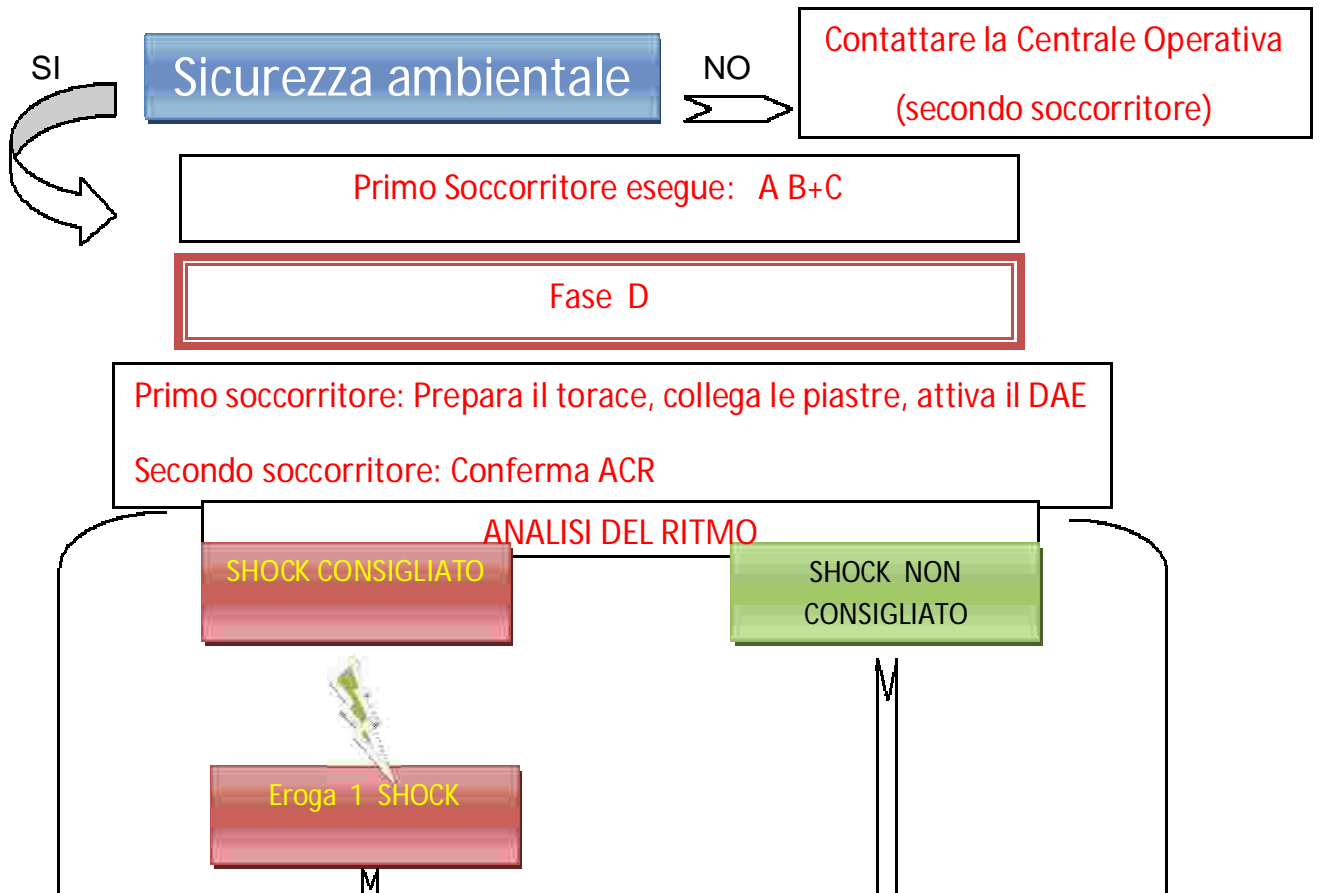 SI
Sicurezza ambientale
NO
Contattare la Centrale Operativa
(secondo soccorritore)
Primo Soccorritore esegue: A B+C
Fase D
Primo soccorritore: Prepara il torace, collega le piastre, attiva il DAE
Secondo soccorritore: Conferma ACR
ANALISI DEL RITMO
SHOCK CONSIGLIATO
SHOCK NON
CONSIGLIATO
Eroga 1 SHOCK